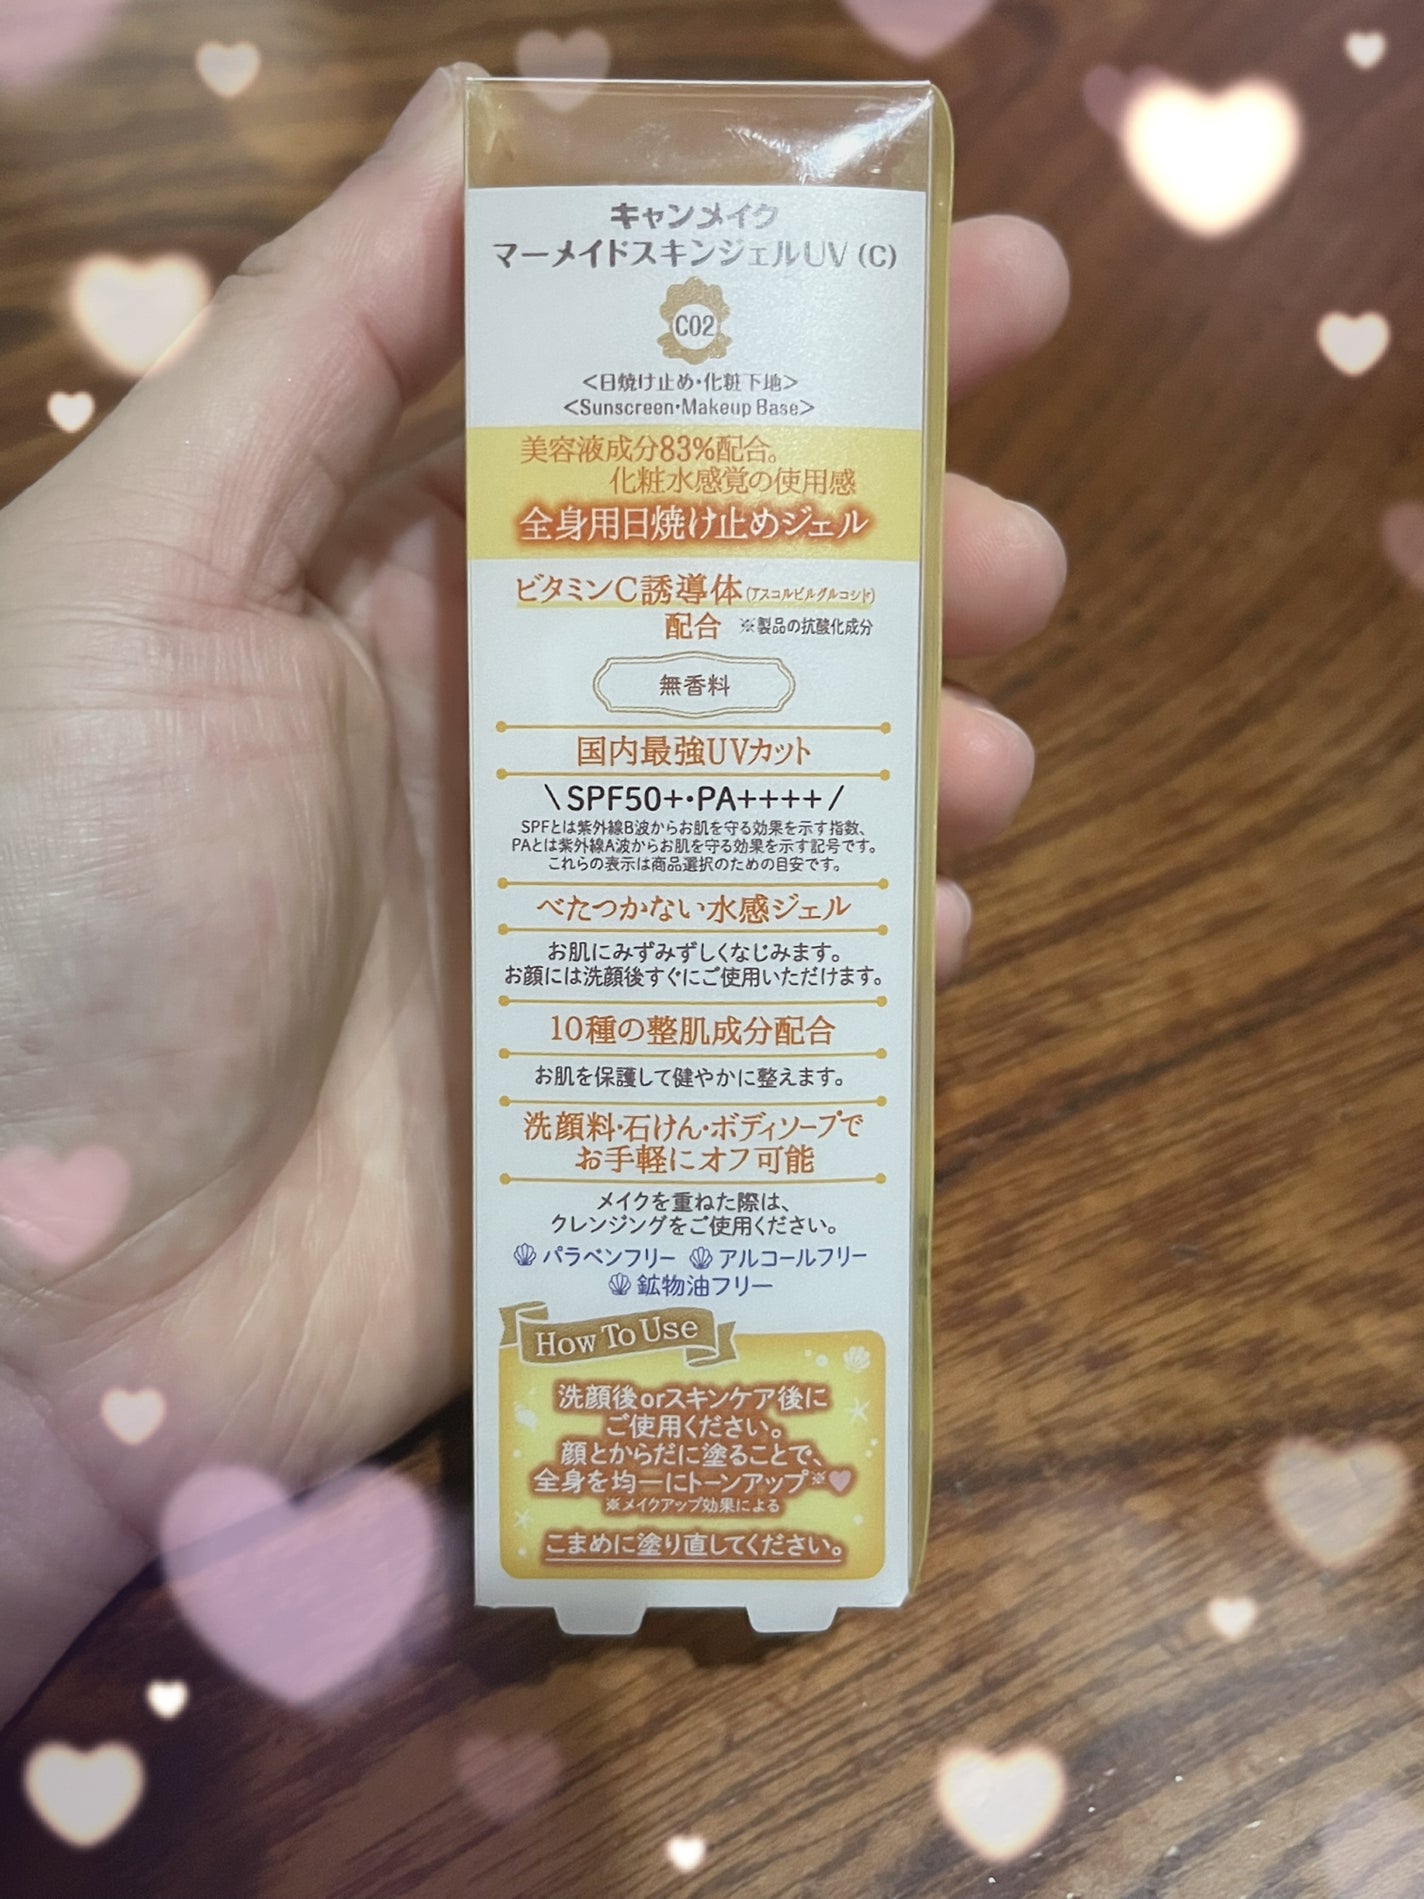 キャンメイク
マーメイドスキンジェルUV (C)
C02
<日焼け止め・化粧下地>
<Sunscreen・Makeup Base>
美容液成分83%配合。
化粧水感覚の使用感
全身用日焼け止めジェル
ビタミンC誘導体(アスコルビルグルコシド)
配合 ※製品の抗酸化成分
無香料
国内最強UVカット
\ SPF50+・PA++++ /
SPFとは紫外線B波からお肌を守る効果を示す指数、
PAとは紫外線A波からお肌を守る効果を示す記号です。
これらの表示は商品選択のための目安です。
べたつかない水感ジェル
お肌にみずみずしくなじみます。
お顔には洗顔後すぐにご使用いただけます。
10種の整肌成分配合
お肌を保護して健やかに整えます。
洗顔料・石けん・ボディソープで
お手軽にオフ可能
メイクを重ねた際は、
クレンジングをご使用ください。
パラベンフリー アルコールフリー
鉱物油フリー
How To Use
洗顔後orスキンケア後に
ご使用ください。
顔とからだに塗ることで、
全身を均一にトーンアップ※♥
※メイクアップ効果による
こまめに塗り直してください。